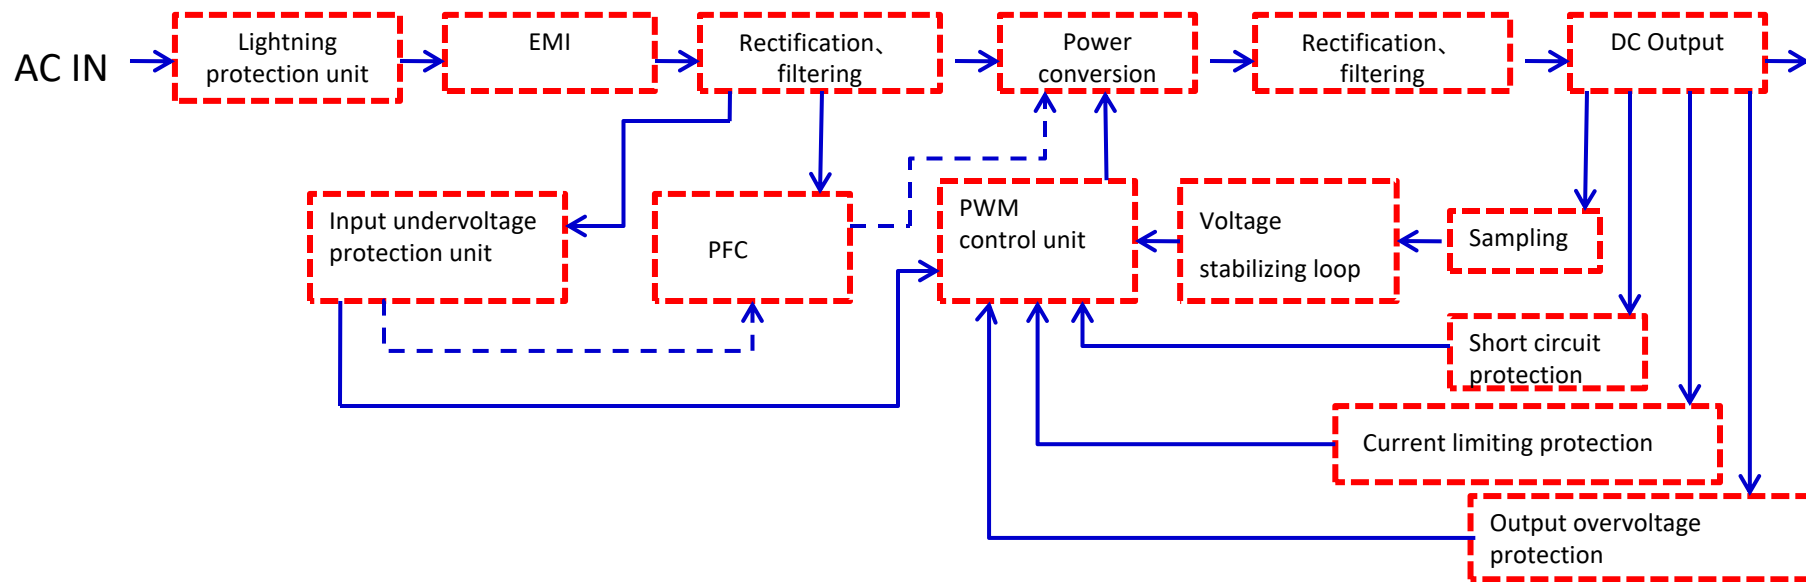 AC IN
Lightning
protection unit
EMI
Rectification、
filtering
Power
conversion
Rectification、
filtering
DC Output
Input undervoltage
protection unit
PFC
PWM
control unit
Voltage
stabilizing loop
Sampling
Short circuit
protection
Current limiting protection
Output overvoltage
protection